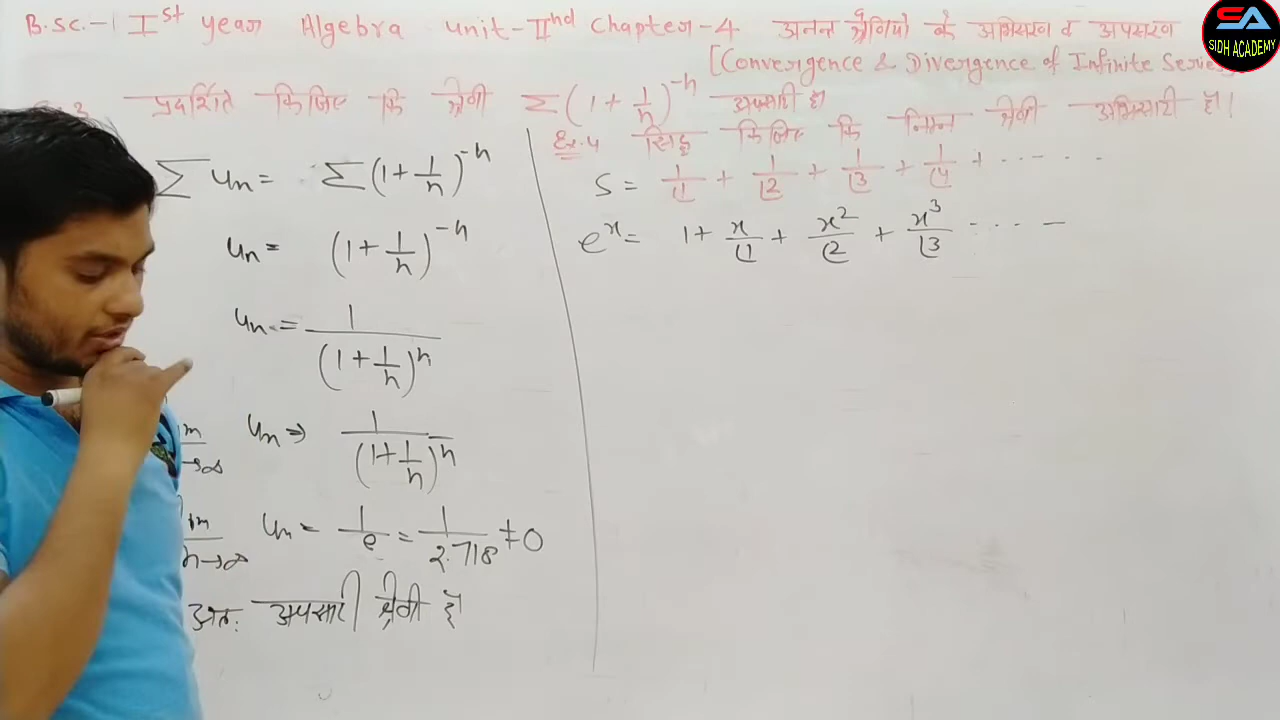 B.sc.-I Ist year Algebra unit-IInd Chapter-4 अनन्त श्रेणियो के अभिसरण व अपसरण
[Convergence & Divergence of Infinite Series]
SA
SIDH ACADEMY
प्रदर्शित किजिए कि श्रेणी Σ(1+1/n)^-n अपसारी है।
Σ un = Σ(1+1/n)^-n
un = (1+1/n)^-n
un = 1/(1+1/n)^n
un ⇒ 1/(1+1/n)^n
n→∞ un = 1/e = 1/2.718 ≠ 0
अतः अपसारी श्रेणी है
Ex.4 सिद्ध किजिए कि निम्न श्रेणी अभिसारी है।
S = 1/⌊1 + 1/⌊2 + 1/⌊3 + 1/⌊4 + ......
e^x = 1 + x/⌊1 + x²/⌊2 + x³/⌊3 ..... –